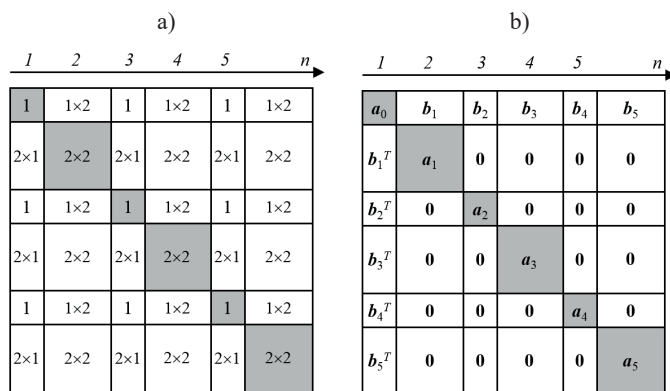 a)
1 2 3 4 5 n
1 1×2 1 1×2 1 1×2
2×1 2×2 2×1 2×2 2×1 2×2
1 1×2 1 1×2 1 1×2
2×1 2×2 2×1 2×2 2×1 2×2
1 1×2 1 1×2 1 1×2
2×1 2×2 2×1 2×2 2×1 2×2
b)
1 2 3 4 5 n
a₀ b₁ b₂ b₃ b₄ b₅
b₁ᵀ a₁ 0 0 0 0
b₂ᵀ 0 a₂ 0 0 0
b₃ᵀ 0 0 a₃ 0 0
b₄ᵀ 0 0 0 a₄ 0
b₅ᵀ 0 0 0 0 a₅